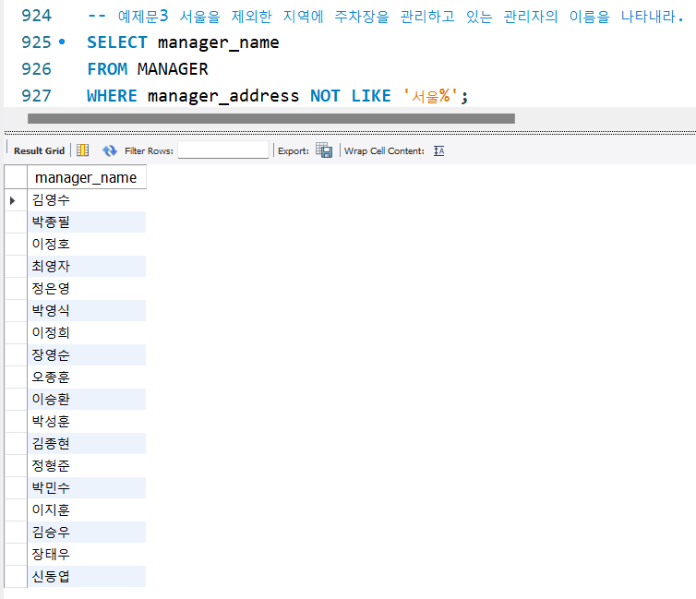 924 -- 예제문3 서울을 제외한 지역에 주차장을 관리하고 있는 관리자의 이름을 나타내라.
925 SELECT manager_name
926 FROM MANAGER
927 WHERE manager_address NOT LIKE '서울%';
Result Grid Filter Rows: Export: Wrap Cell Content:
manager_name
김영수
박종필
이정호
최영자
정은영
박영식
이정희
장영순
오종훈
이승환
박성훈
김종현
정형준
박민수
이지훈
김승우
장태우
신동엽